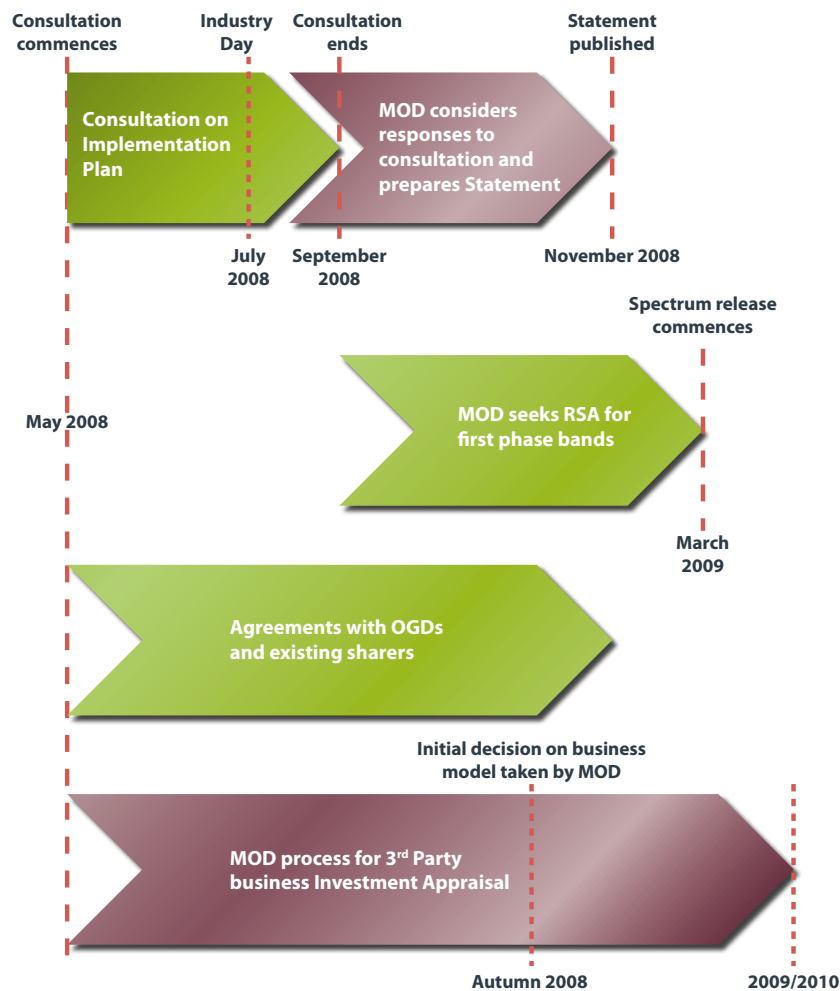 Consultation
commences
Industry
Day
Consultation
ends
Statement
published
Consultation on
Implementation
Plan
MOD considers
responses to
consultation and
prepares Statement
July
2008
September
2008
November 2008
Spectrum release
commences
May 2008
MOD seeks RSA for
first phase bands
March
2009
Agreements with OGDs
and existing sharers
Initial decision on business
model taken by MOD
MOD process for 3rd Party
business Investment Appraisal
Autumn 2008
2009/2010